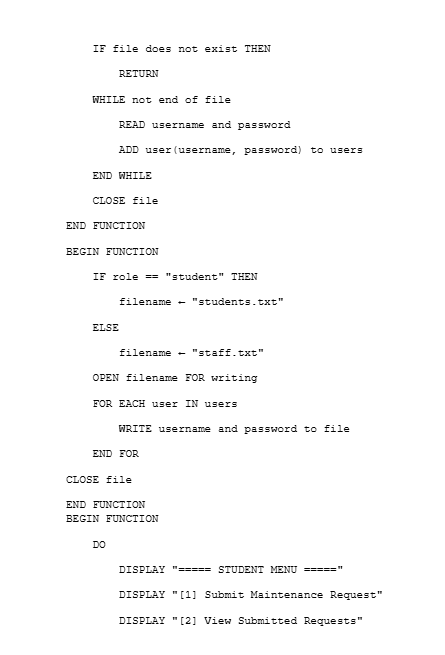 IF file does not exist THEN
RETURN
WHILE not end of file
READ username and password
ADD user(username, password) to users
END WHILE
CLOSE file
END FUNCTION
BEGIN FUNCTION
IF role == "student" THEN
filename ← "students.txt"
ELSE
filename ← "staff.txt"
OPEN filename FOR writing
FOR EACH user IN users
WRITE username and password to file
END FOR
CLOSE file
END FUNCTION
BEGIN FUNCTION
DO
DISPLAY "===== STUDENT MENU ====="
DISPLAY "[1] Submit Maintenance Request"
DISPLAY "[2] View Submitted Requests"